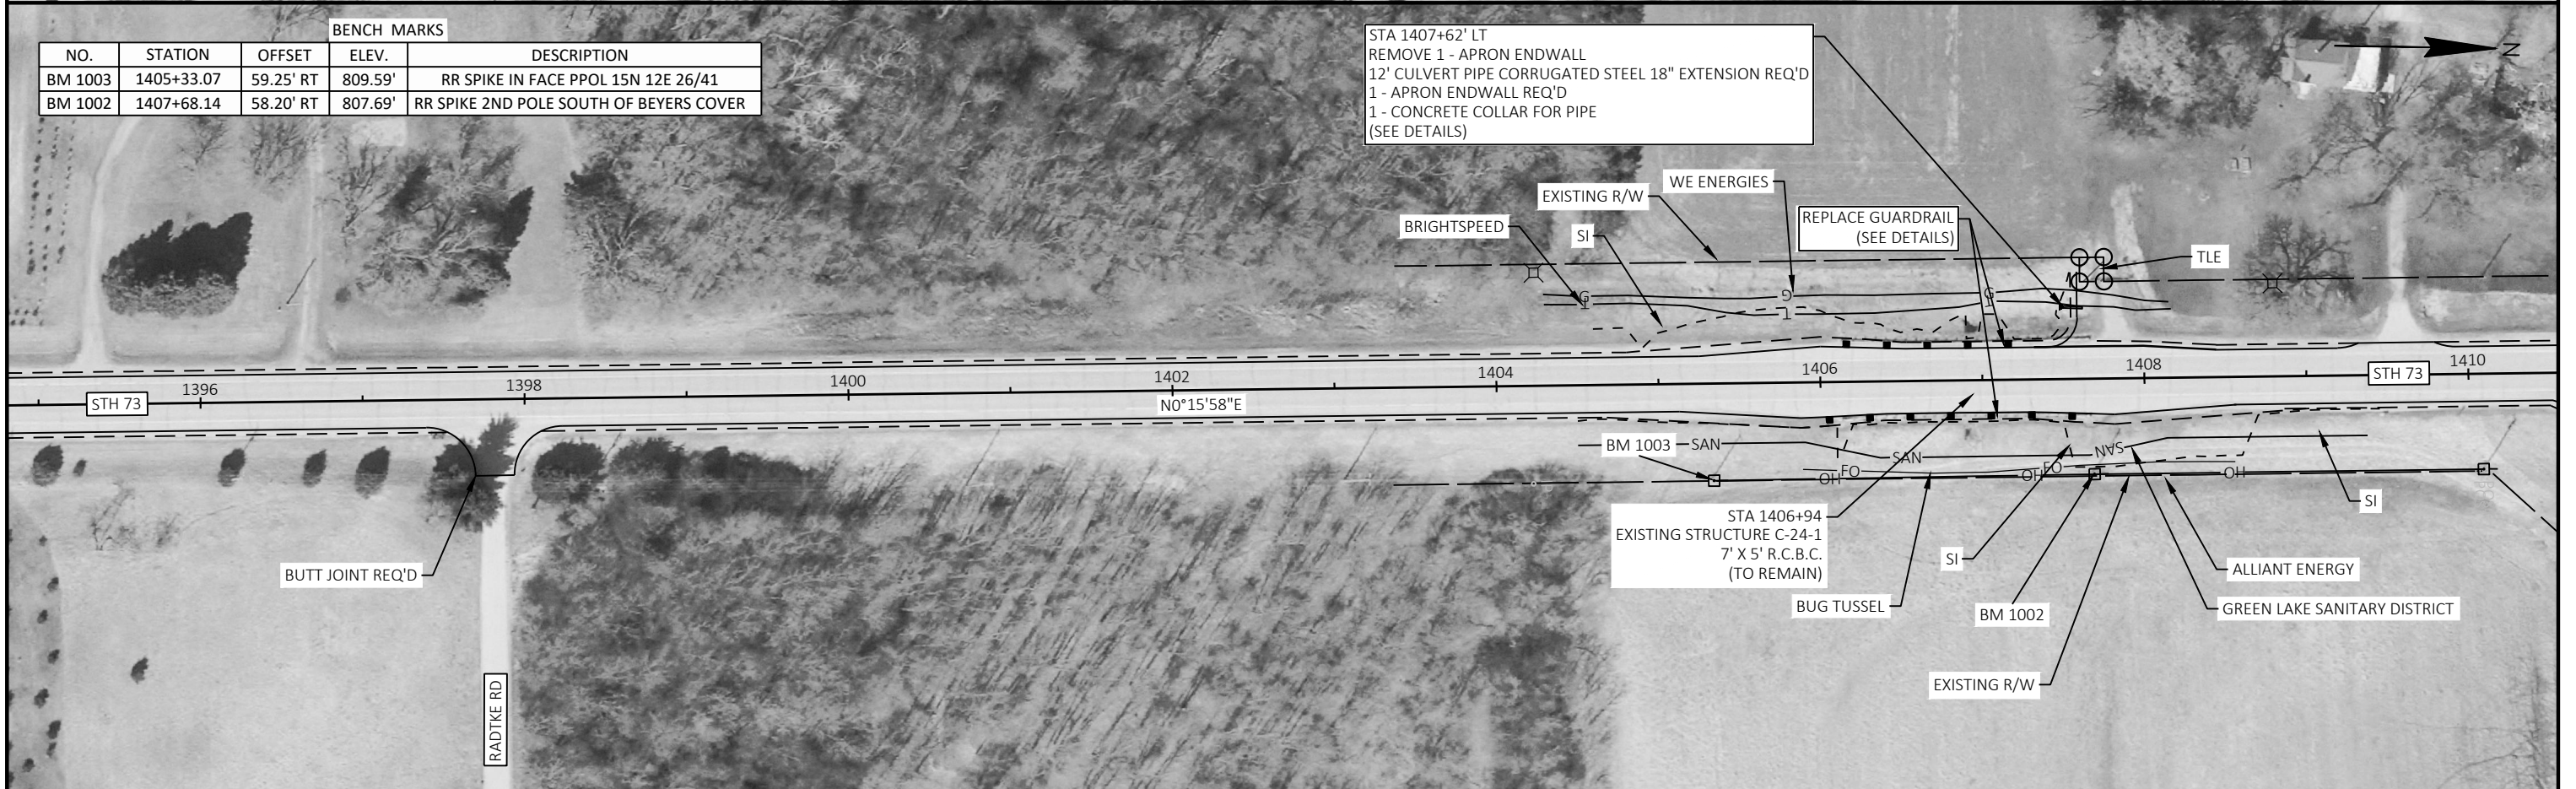 BENCH MARKS
NO. STATION OFFSET ELEV. DESCRIPTION
BM 1003 1405+33.07 59.25' RT 809.59' RR SPIKE IN FACE PPOL 15N 12E 26/41
BM 1002 1407+68.14 58.20' RT 807.69' RR SPIKE 2ND POLE SOUTH OF BEYERS COVER
STA 1407+62' LT
REMOVE 1 - APRON ENDWALL
12' CULVERT PIPE CORRUGATED STEEL 18" EXTENSION REQ'D
1 - APRON ENDWALL REQ'D
1 - CONCRETE COLLAR FOR PIPE
(SEE DETAILS)
N
WE ENERGIES
EXISTING R/W
BRIGHTSPEED
SI
REPLACE GUARDRAIL
(SEE DETAILS)
TLE
G G G
T T T
1396 1398 1400 1402 1404 1406 1408 1410
STH 73
N0°15'58"E
STH 73
BM 1003
SAN SAN SAN
FO FO
OH OH OH
STA 1406+94
EXISTING STRUCTURE C-24-1
7' X 5' R.C.B.C.
(TO REMAIN)
SI
SI
BUTT JOINT REQ'D
BUG TUSSEL
BM 1002
ALLIANT ENERGY
GREEN LAKE SANITARY DISTRICT
EXISTING R/W
RADTKE RD